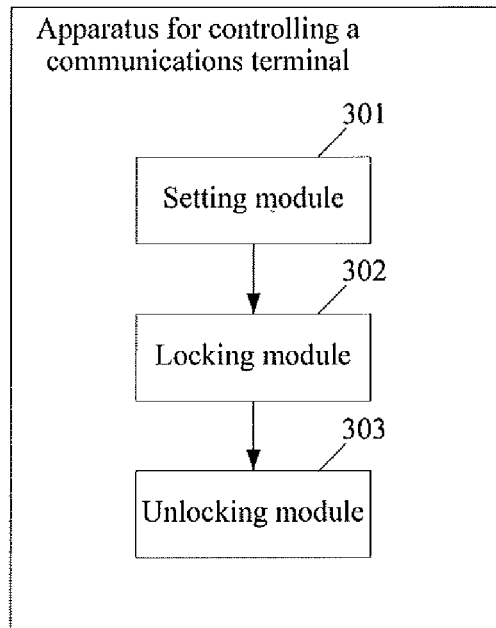 Apparatus for controlling a
communications terminal
301
Setting module
302
Locking module
303
Unlocking module